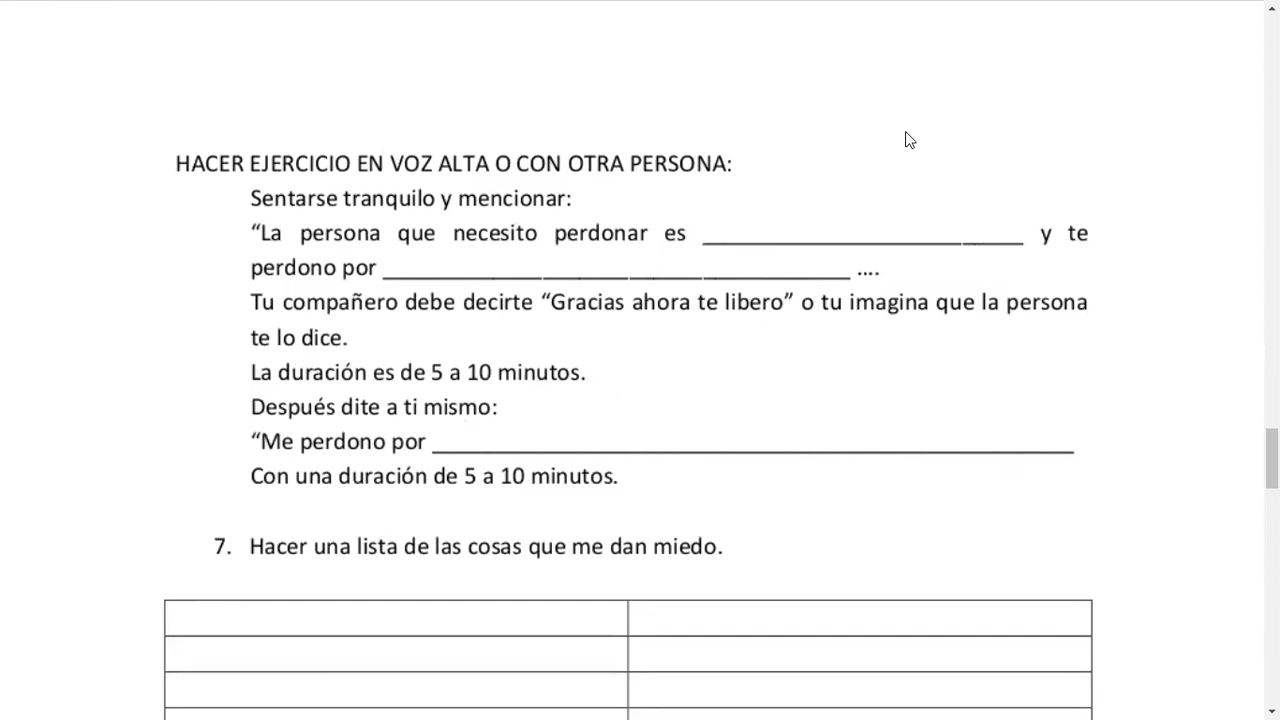 HACER EJERCICIO EN VOZ ALTA O CON OTRA PERSONA:
Sentarse tranquilo y mencionar:
“La persona que necesito perdonar es ___________________________ y te
perdono por _______________________________________ ....
Tu compañero debe decirte “Gracias ahora te libero” o tu imagina que la persona
te lo dice.
La duración es de 5 a 10 minutos.
Después dite a ti mismo:
“Me perdono por ______________________________________________________
Con una duración de 5 a 10 minutos.
7. Hacer una lista de las cosas que me dan miedo.